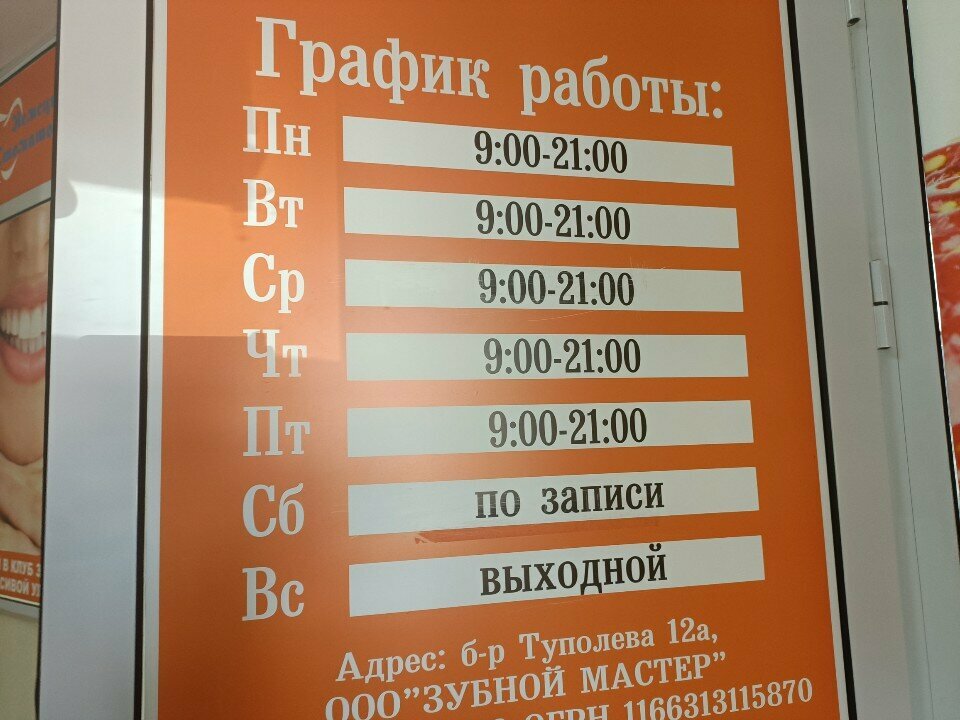 График работы:
Пн 9:00-21:00
Вт 9:00-21:00
Ср 9:00-21:00
Чт 9:00-21:00
Пт 9:00-21:00
Сб по записи
Вс выходной
Адрес: б-р Туполева 12а,
ООО"ЗУБНОЙ МАСТЕР"
ОГРН 1166313115870
В КЛУБ